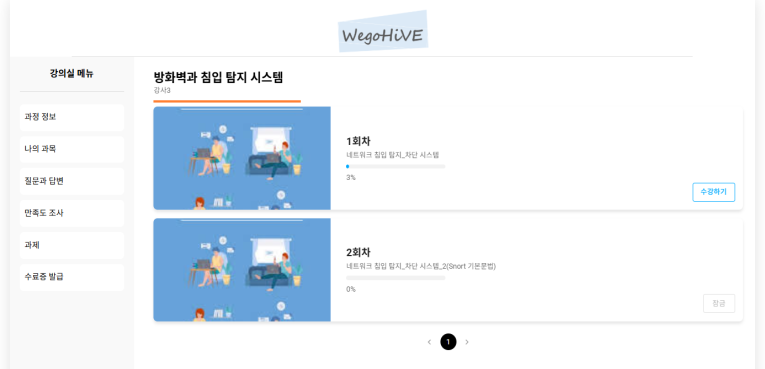 WegoHiVE
강의실 메뉴
과정 정보
나의 과목
질문과 답변
만족도 조사
과제
수료증 발급
방화벽과 침입 탐지 시스템
강사3
1회차
네트워크 침입 탐지_차단 시스템
3%
수강하기
2회차
네트워크 침입 탐지_차단 시스템_2(Snort 기본문법)
0%
잠금
1